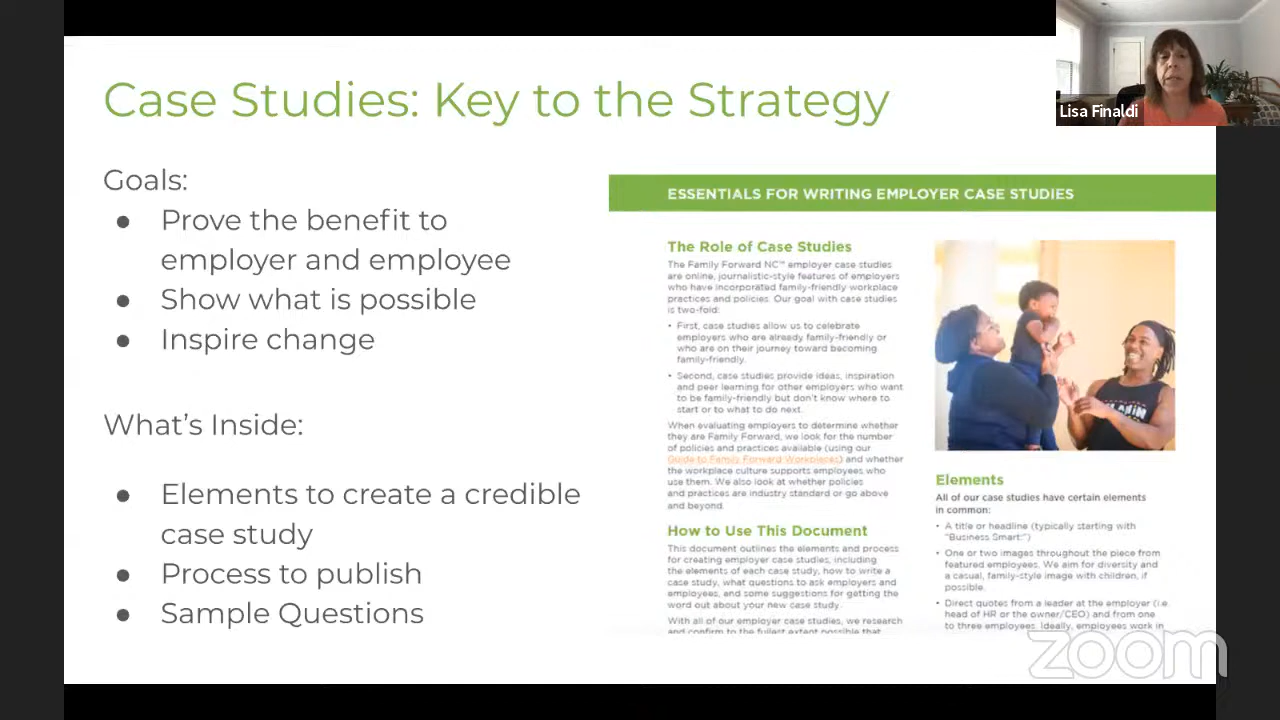 Case Studies: Key to the Strategy
Lisa Finaldi
Goals:
● Prove the benefit to
employer and employee
● Show what is possible
● Inspire change
What's Inside:
● Elements to create a credible
case study
● Process to publish
● Sample Questions
ESSENTIALS FOR WRITING EMPLOYER CASE STUDIES
The Role of Case Studies
The Family Forward NC™ employer case studies
are online, journalistic-style features of employers
who have incorporated family-friendly workplace
practices and policies. Our goal with case studies
is two-fold:
• First, case studies allow us to celebrate
employers who are already family-friendly or
who are on their journey toward becoming
family-friendly.
• Second, case studies provide ideas, inspiration
and peer learning for other employers who want
to be family-friendly but don't know where to
start or to what to do next.
When evaluating employers to determine whether
they are Family Forward, we look for the number
of policies and practices available (using our
Guide to Family Forward Workplaces) and whether
the workplace culture supports employees who
use them. We also look at whether policies
and practices are industry standard or go above
and beyond.
How to Use This Document
This document outlines the elements and process
for creating employer case studies, including
the elements of each case study, how to write a
case study, what questions to ask employers and
employees, and some suggestions for getting the
word out about your new case study.
With all of our employer case studies, we research
and confirm to the fullest extent possible that
Elements
All of our case studies have certain elements
in common:
• A title or headline (typically starting with
"Business Smart:")
• One or two images throughout the piece from
featured employees. We aim for diversity and
a casual, family-style image with children, if
possible.
• Direct quotes from a leader at the employer (i.e.
head of HR or the owner/CEO) and from one
to three employees. Ideally, employees work in
zoom